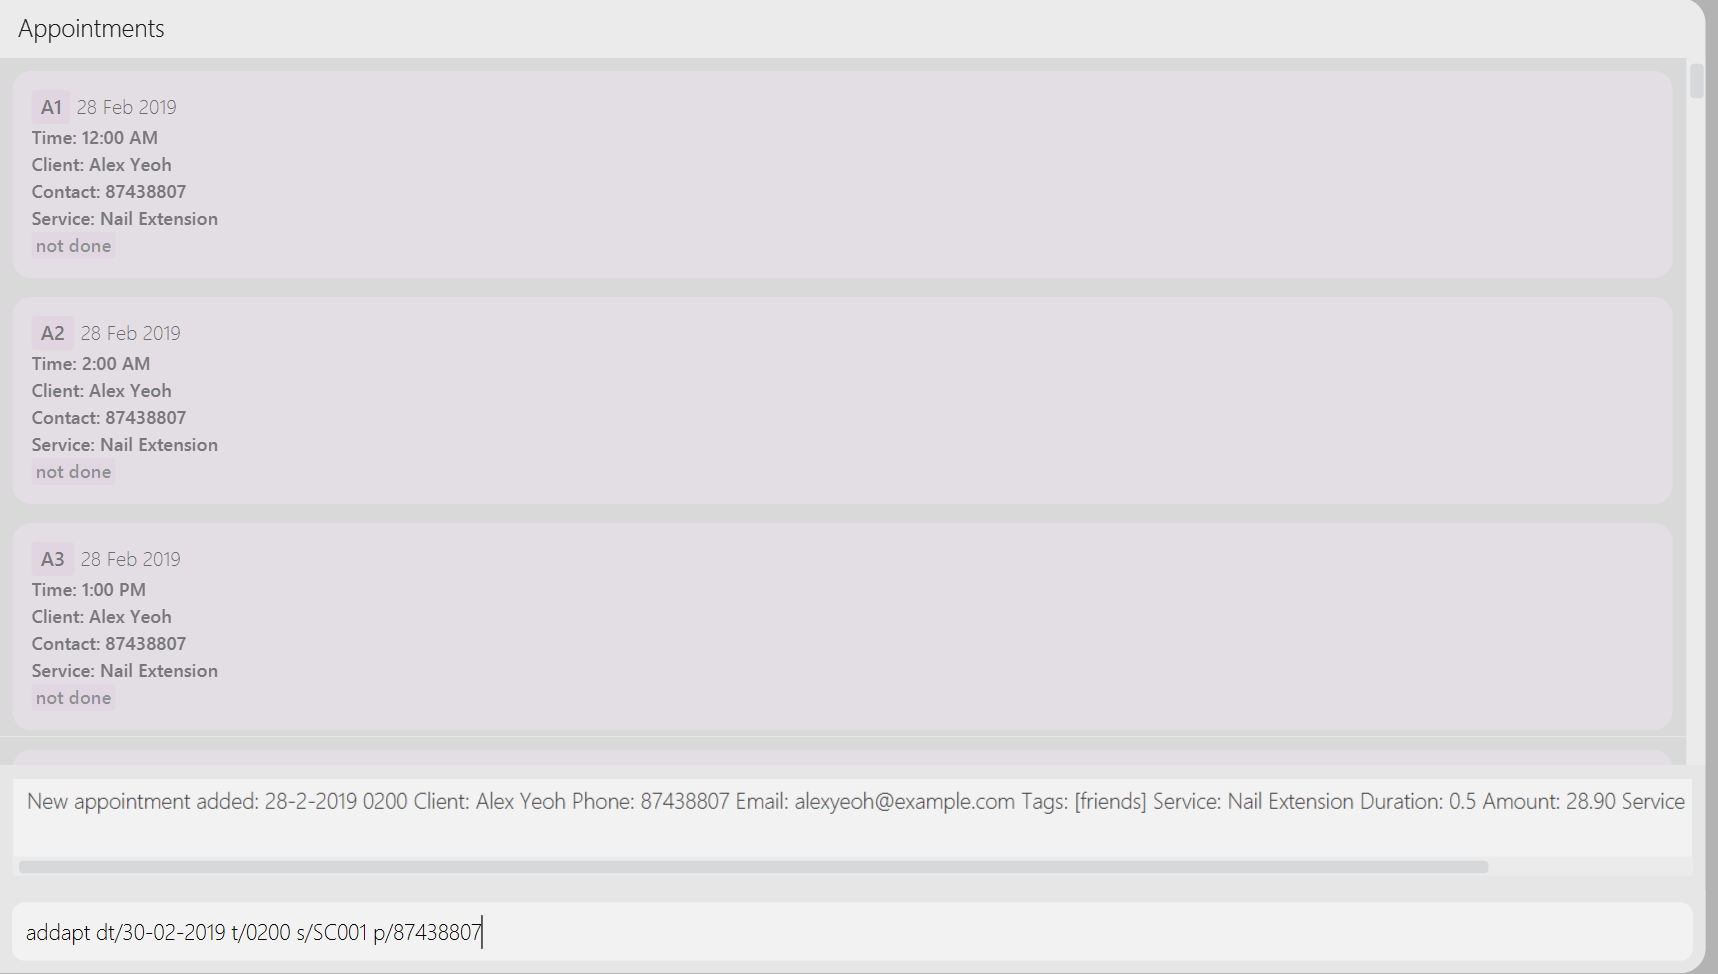 Appointments
A1 28 Feb 2019
Time: 12:00 AM
Client: Alex Yeoh
Contact: 87438807
Service: Nail Extension
not done
A2 28 Feb 2019
Time: 2:00 AM
Client: Alex Yeoh
Contact: 87438807
Service: Nail Extension
not done
A3 28 Feb 2019
Time: 1:00 PM
Client: Alex Yeoh
Contact: 87438807
Service: Nail Extension
not done
New appointment added: 28-2-2019 0200 Client: Alex Yeoh Phone: 87438807 Email: alexyeoh@example.com Tags: [friends] Service: Nail Extension Duration: 0.5 Amount: 28.90 Service
addapt dt/30-02-2019 t/0200 s/SC001 p/87438807